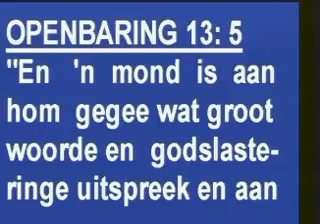 OPENBARING 13: 5
"En 'n mond is aan
hom gegee wat groot
woorde en godslaste-
ringe uitspreek en aan